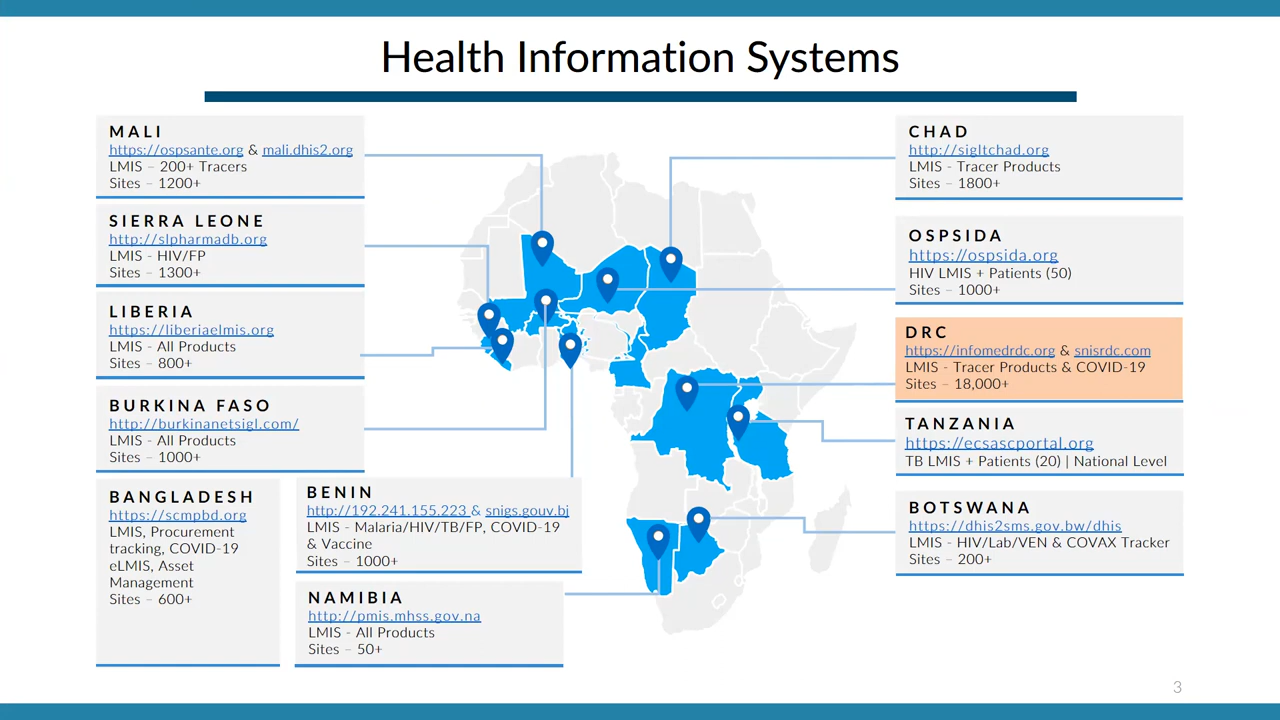 Health Information Systems
MALI
https://ospsante.org & mali.dhis2.org
LMIS – 200+ Tracers
Sites – 1200+
SIERRA LEONE
http://slpharmadb.org
LMIS - HIV/FP
Sites – 1300+
LIBERIA
https://liberiaelmis.org
LMIS - All Products
Sites – 800+
BURKINA FASO
http://burkinanetsigl.com/
LMIS - All Products
Sites – 1000+
BANGLADESH
https://scmpbd.org
LMIS, Procurement
tracking, COVID-19
eLMIS, Asset
Management
Sites – 600+
BENIN
http://192.241.155.223 & snigs.gouv.bj
LMIS - Malaria/HIV/TB/FP, COVID-19
& Vaccine
Sites – 1000+
NAMIBIA
http://pmis.mhss.gov.na
LMIS - All Products
Sites – 50+
CHAD
http://sigltchad.org
LMIS - Tracer Products
Sites – 1800+
OSPSIDA
https://ospsida.org
HIV LMIS + Patients (50)
Sites – 1000+
DRC
https://infomedrdc.org & snisrdc.com
LMIS - Tracer Products & COVID-19
Sites – 18,000+
TANZANIA
https://ecsascportal.org
TB LMIS + Patients (20) | National Level
BOTSWANA
https://dhis2sms.gov.bw/dhis
LMIS - HIV/Lab/VEN & COVAX Tracker
Sites – 200+
3